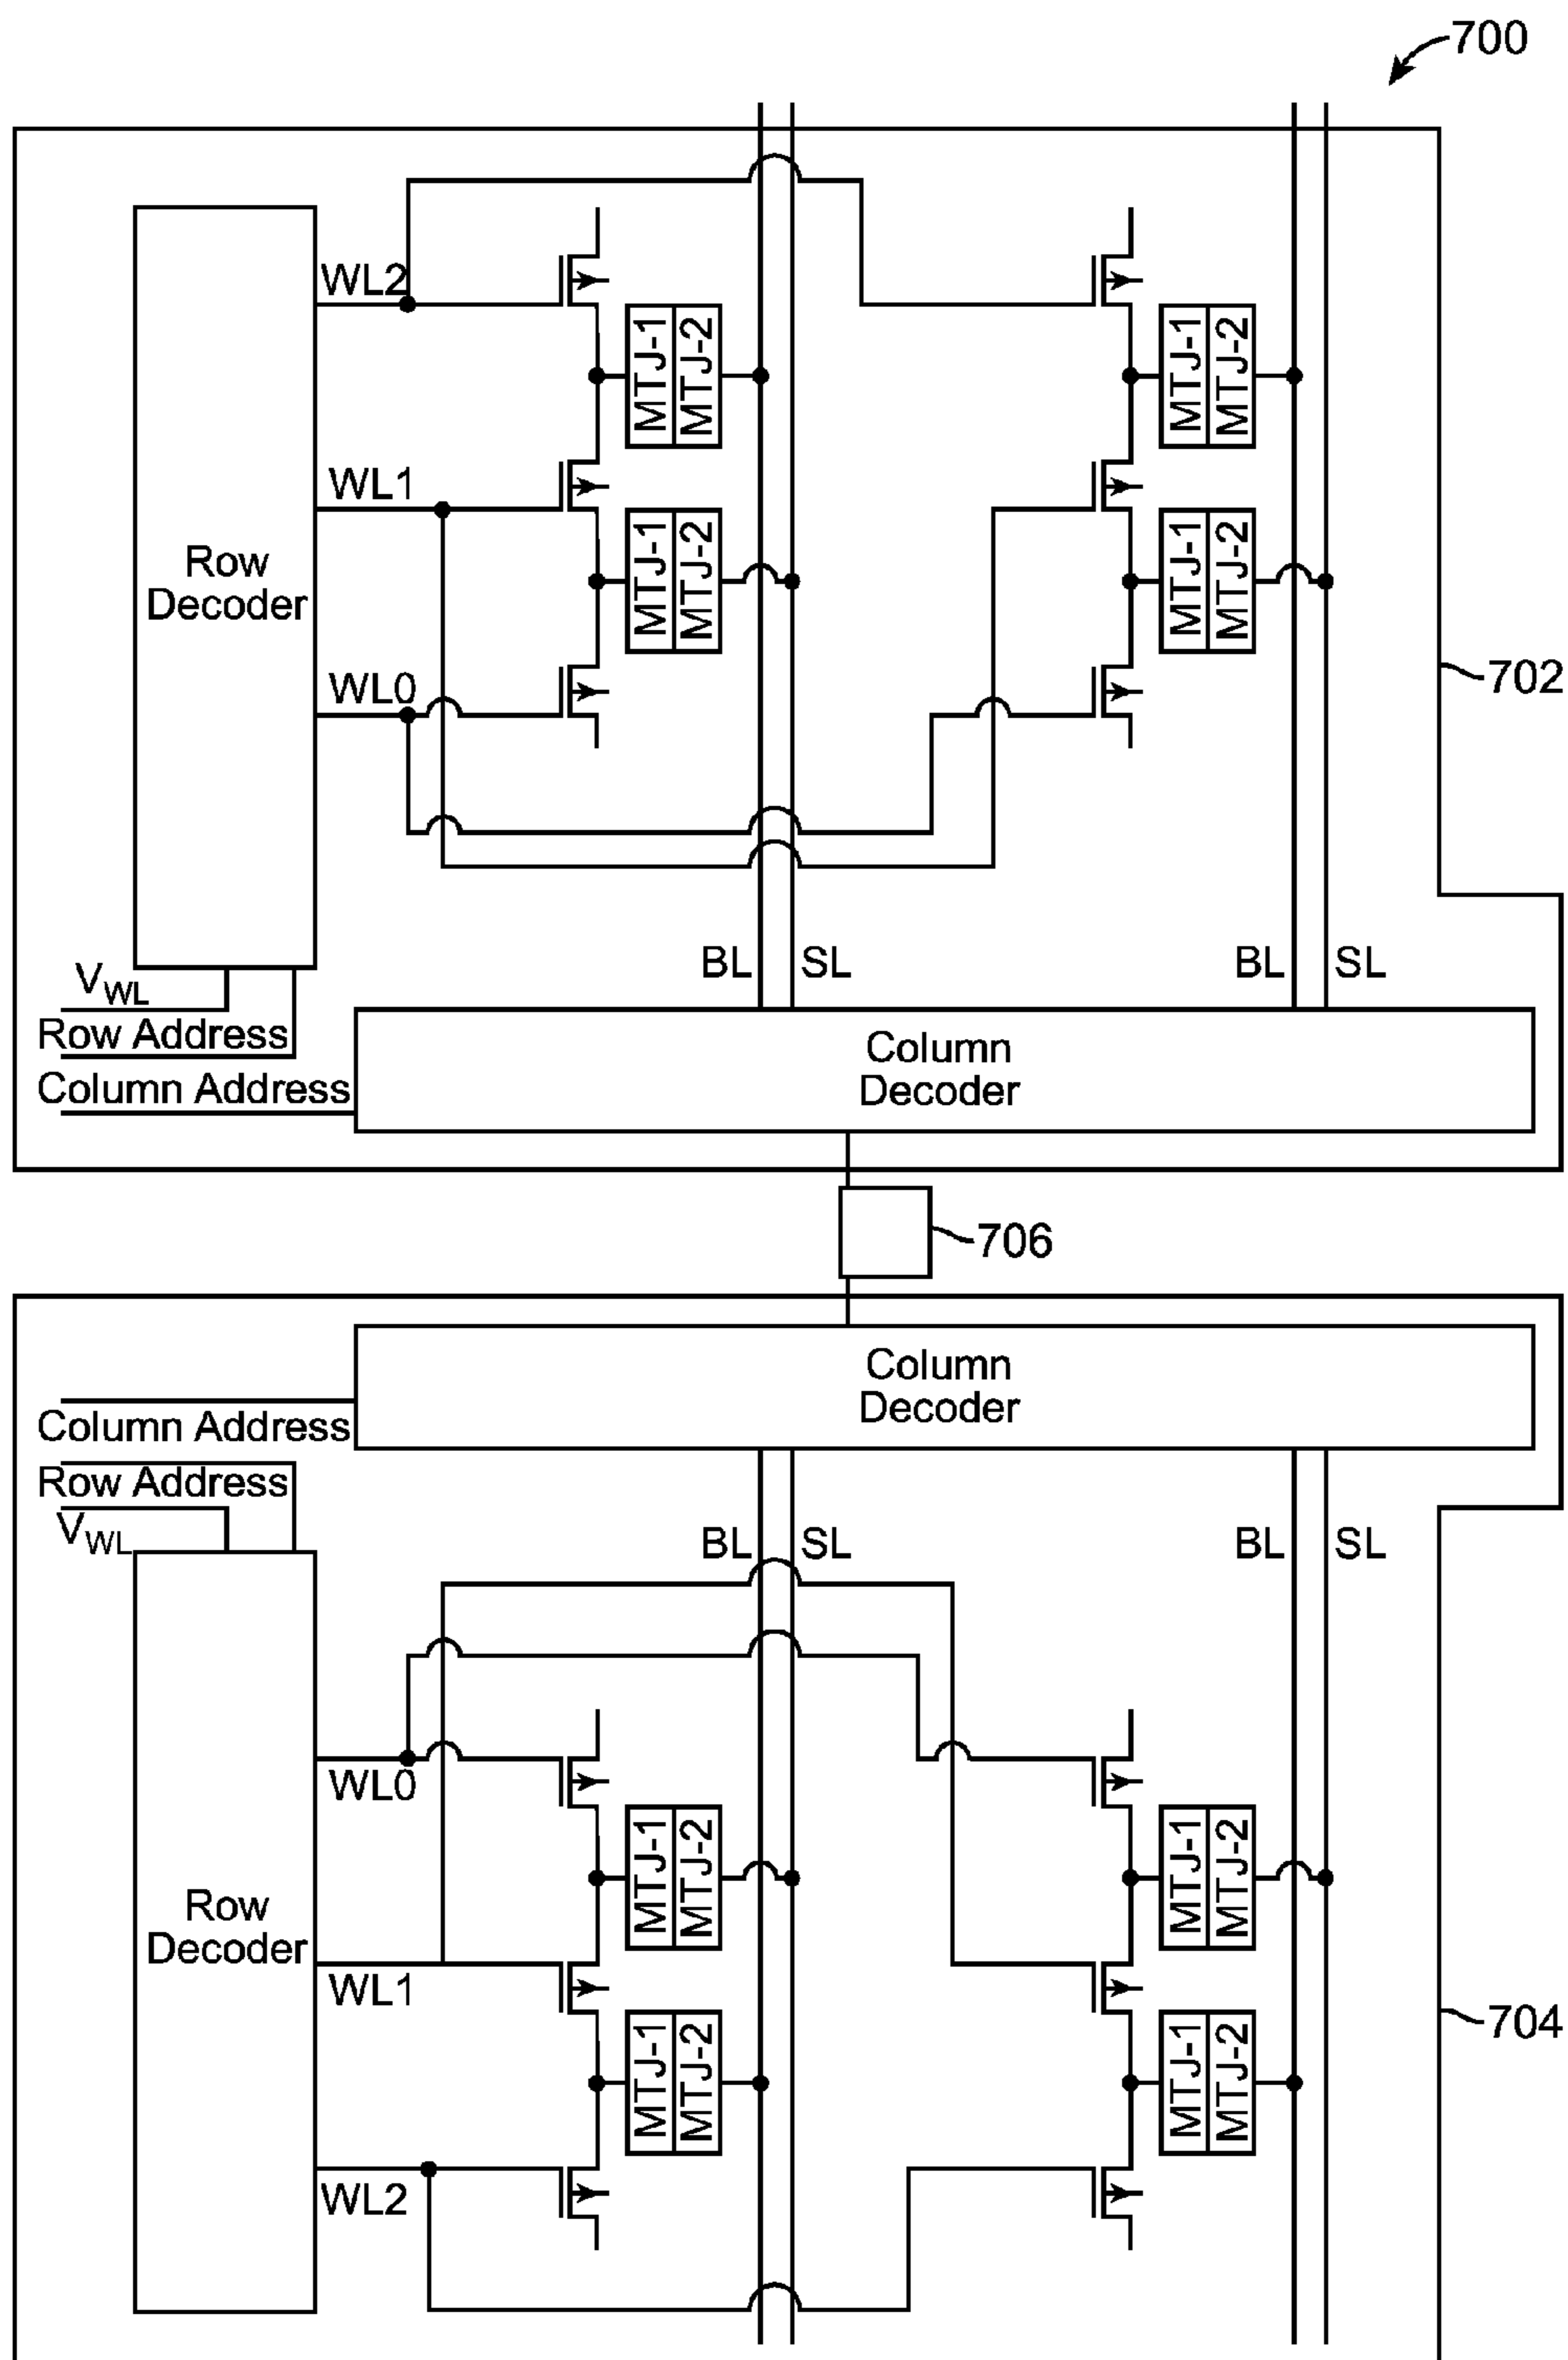 700
WL2
MTJ-1
MTJ-2
MTJ-1
MTJ-2
WL1
Row
Decoder
MTJ-1
MTJ-2
MTJ-1
MTJ-2
WL0
702
BL
SL
BL
SL
VWL
Row Address
Column Address
Column
Decoder
706
Column
Decoder
Column Address
Row Address
VWL
BL
SL
BL
SL
WL0
MTJ-1
MTJ-2
MTJ-1
MTJ-2
Row
Decoder
WL1
MTJ-1
MTJ-2
MTJ-1
MTJ-2
704
WL2